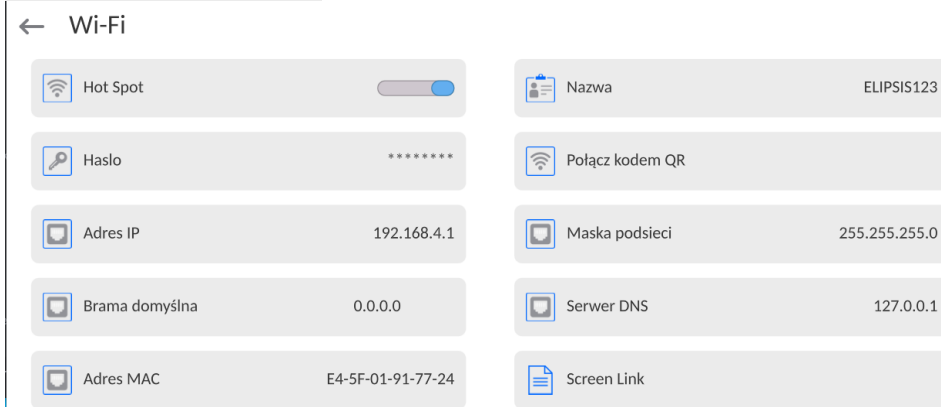 Wi-Fi
Hot Spot
Nazwa ELIPSIS123
Haslo ********
Połącz kodem QR
Adres IP 192.168.4.1
Maska podsieci 255.255.255.0
Brama domyślna 0.0.0.0
Serwer DNS 127.0.0.1
Adres MAC E4-5F-01-91-77-24
Screen Link